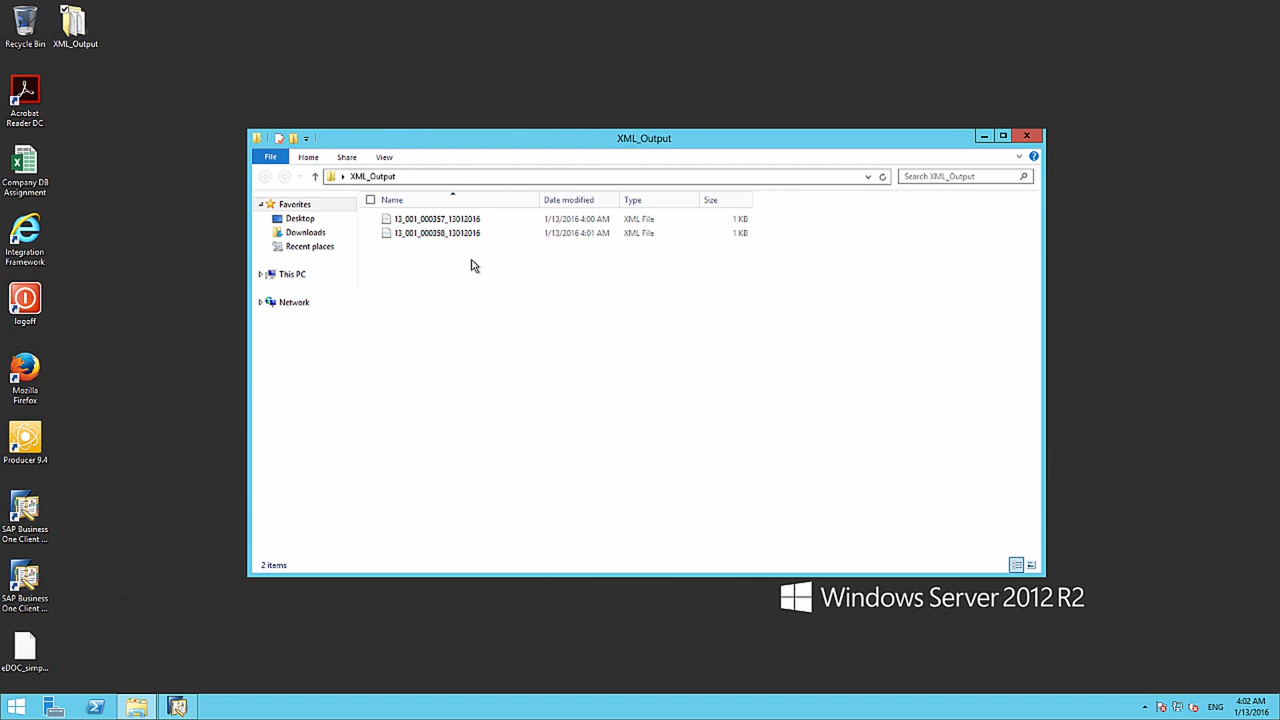 Recycle Bin
XML_Output
Acrobat
Reader DC
Company DB
Assignment
Integration
Framework
logoff
Mozilla
Firefox
Producer 9.4
SAP Business
One Client ...
SAP Business
One Client ...
eDOC_simp...
XML_Output
File Home Share View
XML_Output
Search XML_Output
Favorites
Desktop
Downloads
Recent places
This PC
Network
Name Date modified Type Size
13_001_000357_13012016 1/13/2016 4:00 AM XML File 1 KB
13_001_000358_13012016 1/13/2016 4:01 AM XML File 1 KB
2 items
Windows Server 2012 R2
ENG
4:02 AM
1/13/2016